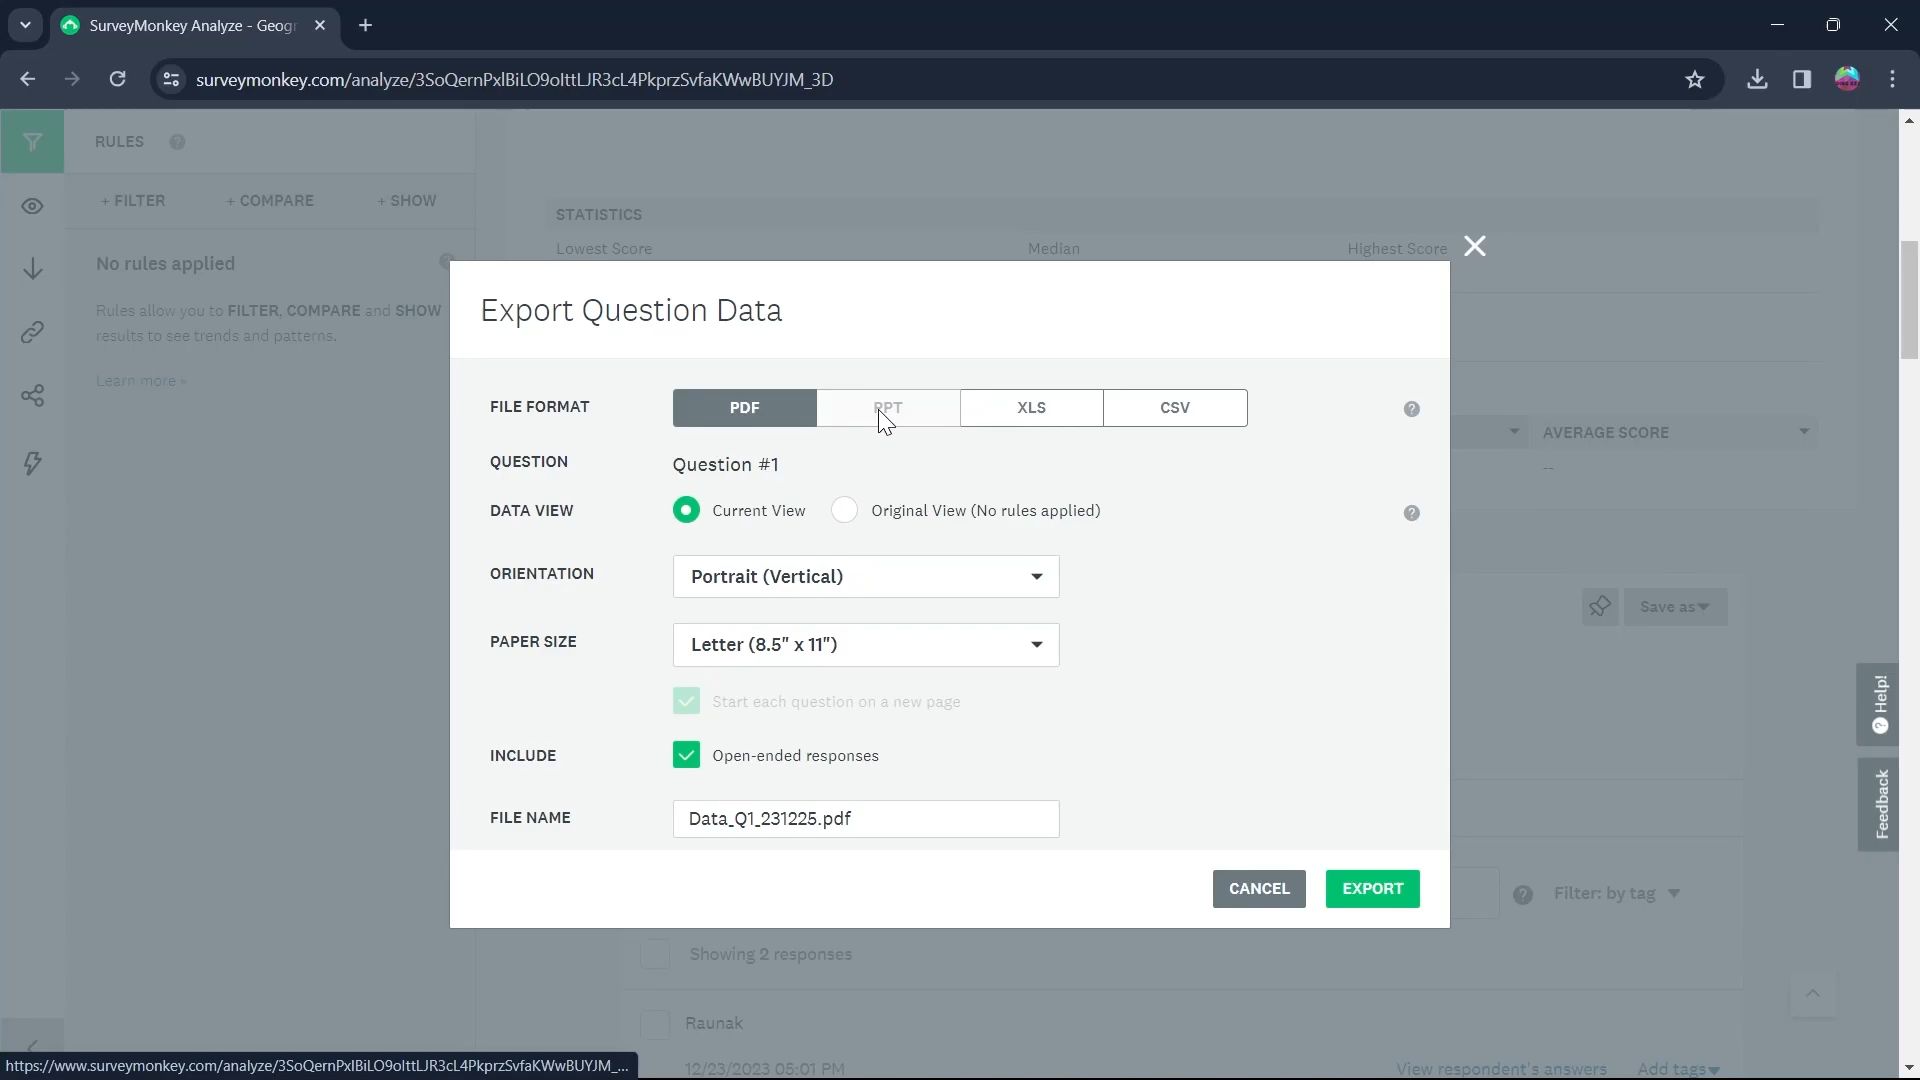 SurveyMonkey Analyze - Geogr
surveymonkey.com/analyze/3SoQernPxlBiLO9olttLJR3cL4PkprzSvfaKWwBUYJM_3D
RULES
+ FILTER + COMPARE + SHOW
No rules applied
Rules allow you to FILTER, COMPARE and SHOW
results to see trends and patterns.
Learn more »
STATISTICS
Lowest Score Median Highest Score
AVERAGE SCORE
--
Export Question Data
FILE FORMAT PDF PPT XLS CSV
QUESTION Question #1
DATA VIEW Current View Original View (No rules applied)
ORIENTATION Portrait (Vertical)
PAPER SIZE Letter (8.5" x 11")
Start each question on a new page
INCLUDE Open-ended responses
FILE NAME Data_Q1_231225.pdf
CANCEL EXPORT
Save as
Help!
Feedback
Filter: by tag
Showing 2 responses
Raunak
12/23/2023 05:01 PM View respondent's answers Add tags
https://www.surveymonkey.com/analyze/3SoQernPxlBiLO9olttLJR3cL4PkprzSvfaKWwBUYJM_...